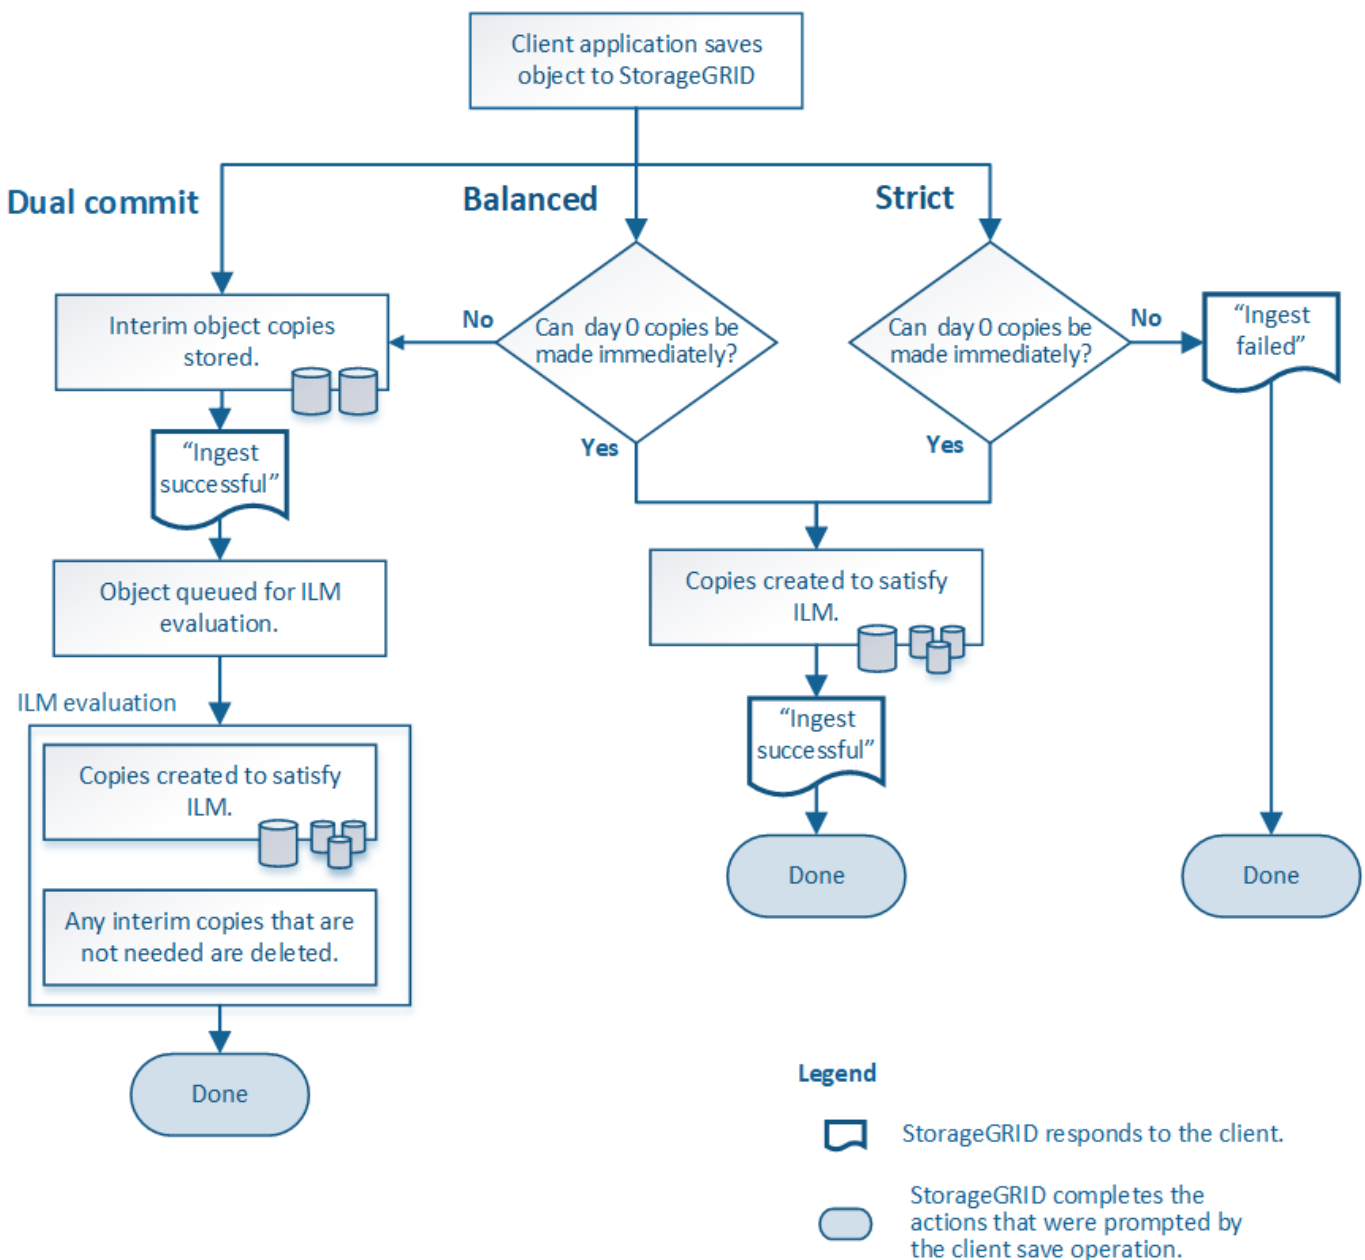 Client application saves
object to StorageGRID
Dual commit
Balanced
Strict
Interim object copies
stored.
No
Can day 0 copies be
made immediately?
Can day 0 copies be
made immediately?
No
“Ingest
failed”
Yes
Yes
“Ingest
successful”
Object queued for ILM
evaluation.
Copies created to satisfy
ILM.
ILM evaluation
“Ingest
successful”
Copies created to satisfy
ILM.
Done
Done
Any interim copies that are
not needed are deleted.
Done
Legend
StorageGRID responds to the client.
StorageGRID completes the
actions that were prompted by
the client save operation.